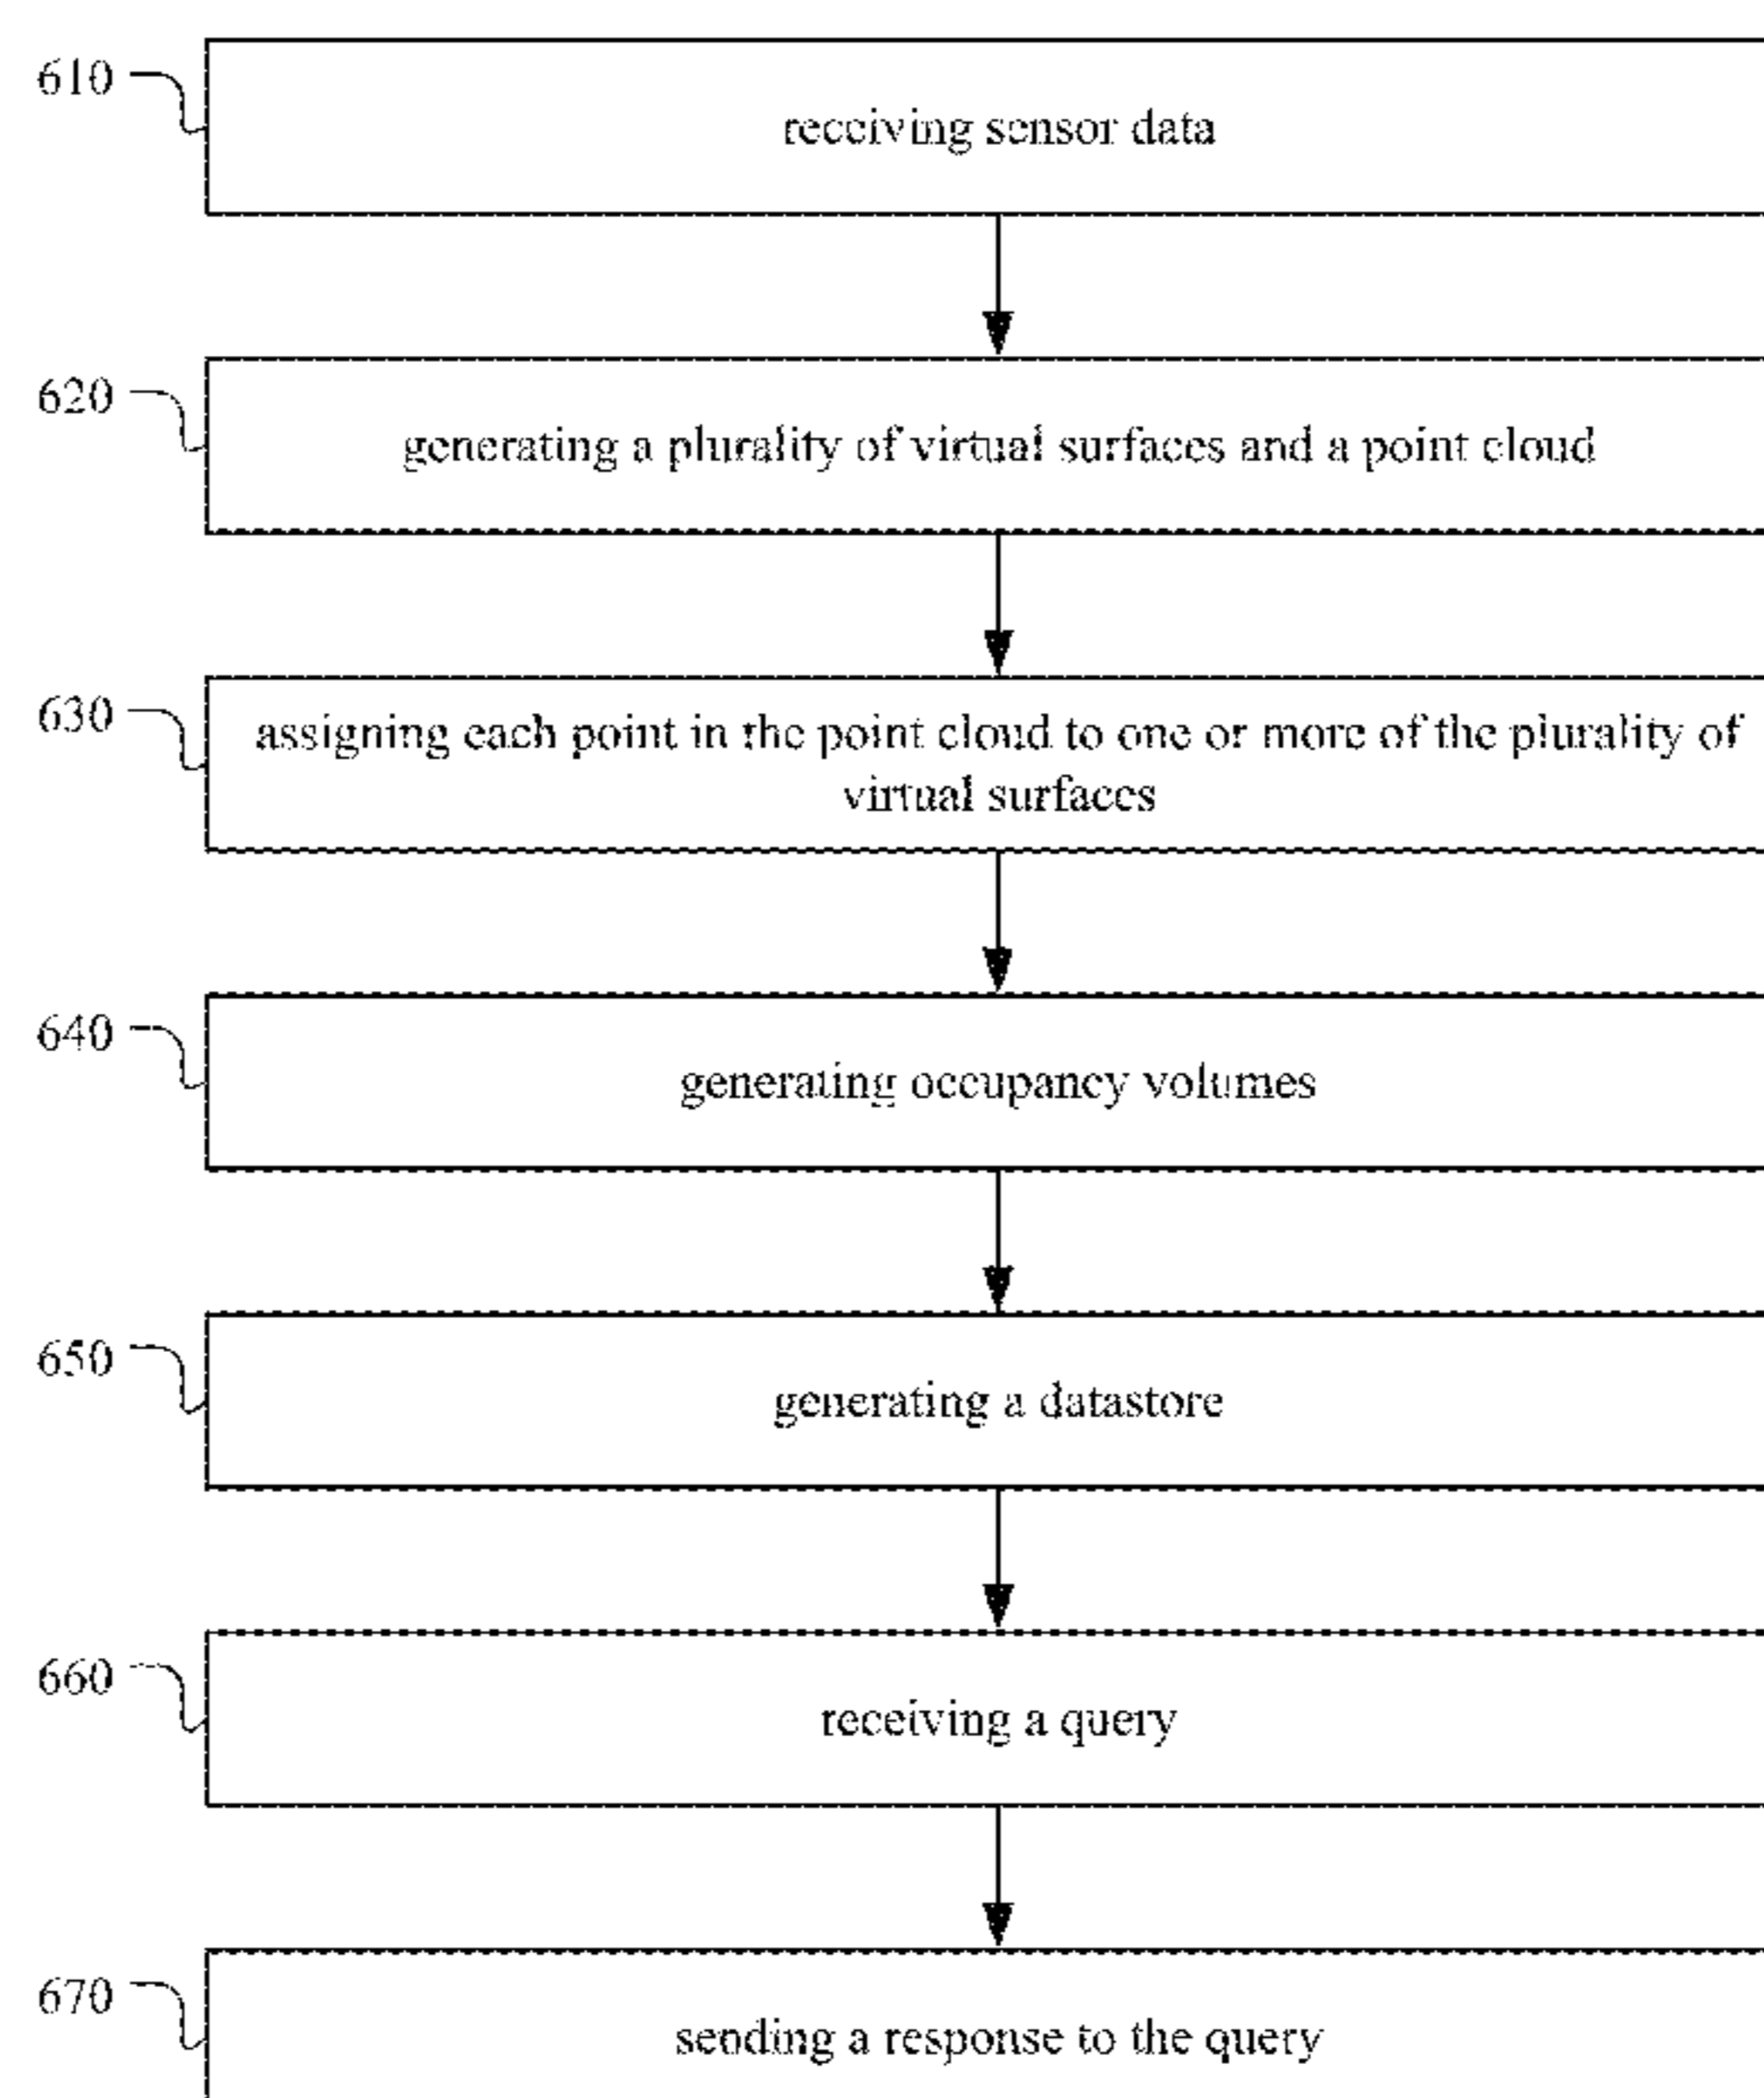 610
receiving sensor data
620
generating a plurality of virtual surfaces and a point cloud
630
assigning each point in the point cloud to one or more of the plurality of
virtual surfaces
640
generating occupancy volumes
650
generating a datastore
660
receiving a query
670
sending a response to the query